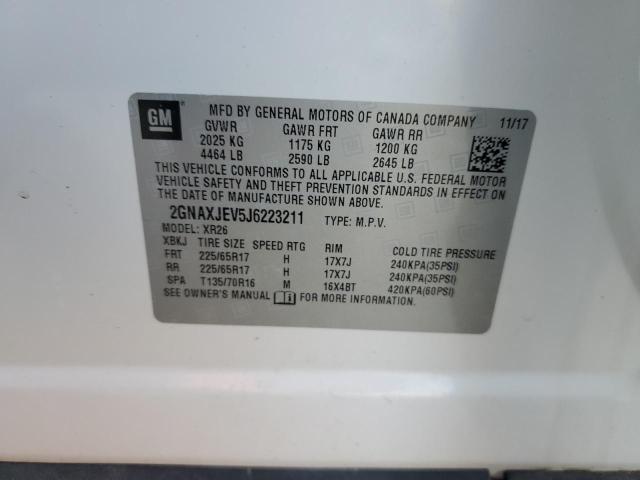 GM
MFD BY GENERAL MOTORS OF CANADA COMPANY 11/17
GVWR GAWR FRT GAWR RR
2025 KG 1175 KG 1200 KG
4464 LB 2590 LB 2645 LB
THIS VEHICLE CONFORMS TO ALL APPLICABLE U.S. FEDERAL MOTOR
VEHICLE SAFETY AND THEFT PREVENTION STANDARDS IN EFFECT ON
THE DATE OF MANUFACTURE SHOWN ABOVE.
2GNAXJEV5J6223211 TYPE: M.P.V.
MODEL: XR26
XBKJ TIRE SIZE SPEED RTG RIM COLD TIRE PRESSURE
FRT 225/65R17 H 17X7J 240KPA(35PSI)
RR 225/65R17 H 17X7J 240KPA(35PSI)
SPA T135/70R16 M 16X4BT 420KPA(60PSI)
SEE OWNER'S MANUAL FOR MORE INFORMATION.